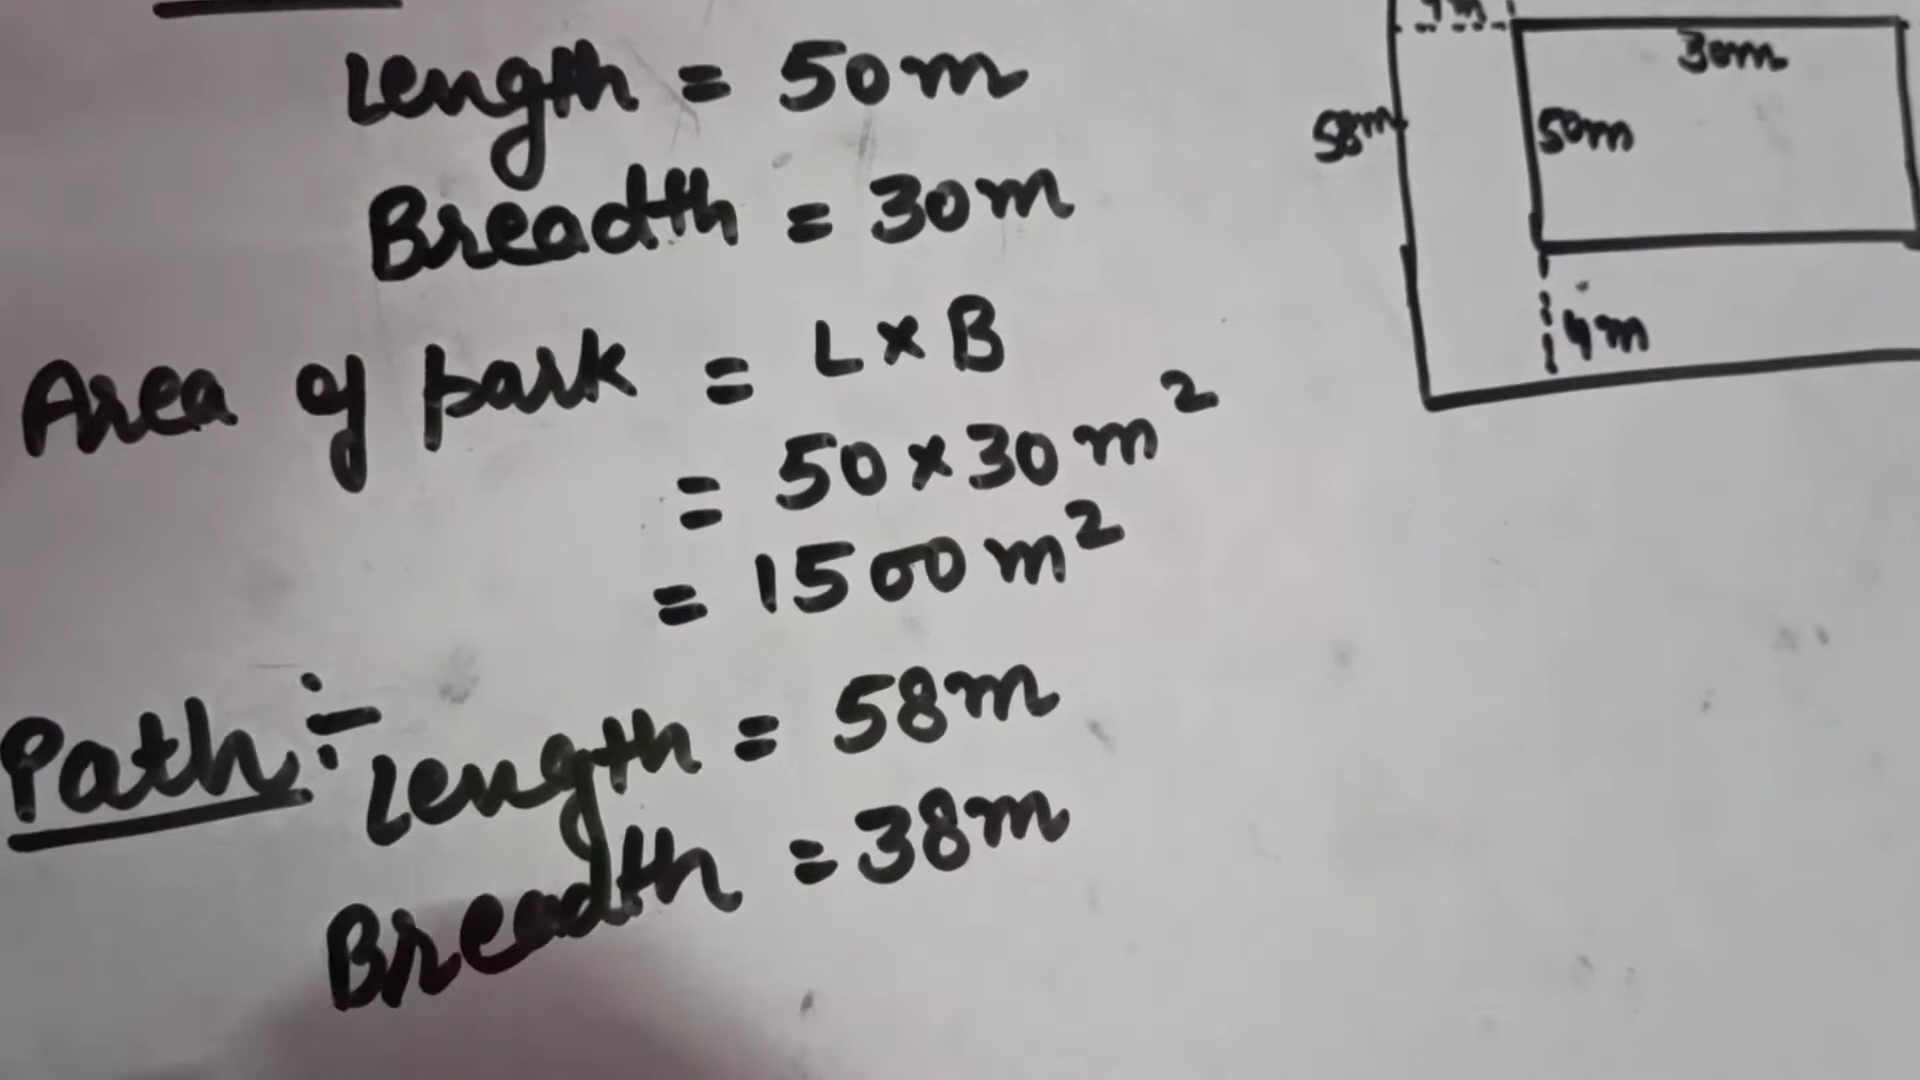 Length = 50m
Breadth = 30m
Area of park = L × B
= 50 × 30 m²
= 1500 m²
Path ÷ Length = 58m
Breadth = 38m
4m
30m
58m
50m
4m